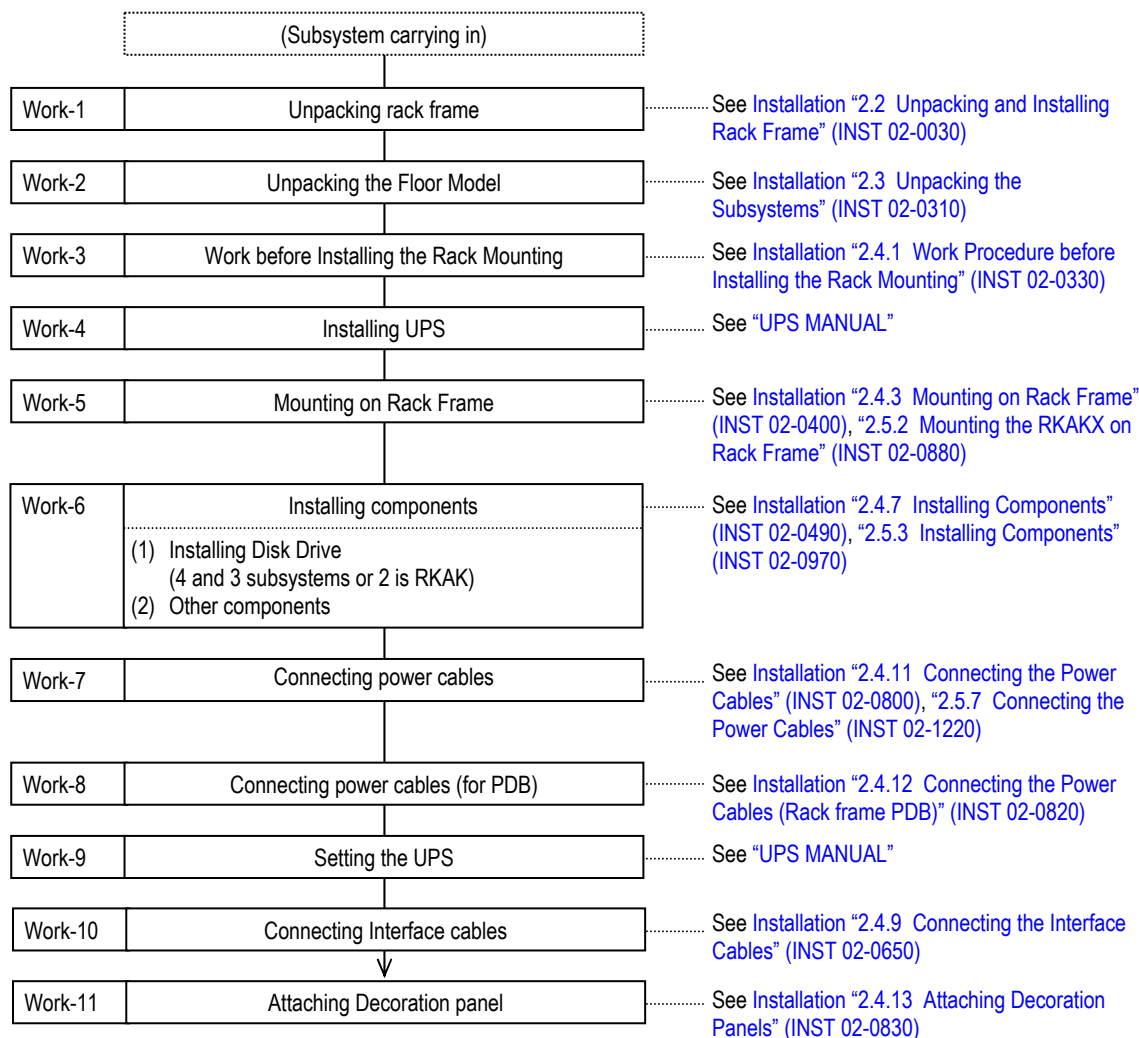 (Subsystem carrying in)
Work-1 Unpacking rack frame See Installation “2.2 Unpacking and Installing
Rack Frame” (INST 02-0030)
Work-2 Unpacking the Floor Model See Installation “2.3 Unpacking the
Subsystems” (INST 02-0310)
Work-3 Work before Installing the Rack Mounting See Installation “2.4.1 Work Procedure before
Installing the Rack Mounting” (INST 02-0330)
Work-4 Installing UPS See “UPS MANUAL”
Work-5 Mounting on Rack Frame See Installation “2.4.3 Mounting on Rack Frame”
(INST 02-0400), “2.5.2 Mounting the RKAKX on
Rack Frame” (INST 02-0880)
Work-6 Installing components See Installation “2.4.7 Installing Components”
(INST 02-0490), “2.5.3 Installing Components”
(INST 02-0970)
(1) Installing Disk Drive
(4 and 3 subsystems or 2 is RKAK)
(2) Other components
Work-7 Connecting power cables See Installation “2.4.11 Connecting the Power
Cables” (INST 02-0800), “2.5.7 Connecting the
Power Cables” (INST 02-1220)
Work-8 Connecting power cables (for PDB) See Installation “2.4.12 Connecting the Power
Cables (Rack frame PDB)” (INST 02-0820)
Work-9 Setting the UPS See “UPS MANUAL”
Work-10 Connecting Interface cables See Installation “2.4.9 Connecting the Interface
Cables” (INST 02-0650)
Work-11 Attaching Decoration panel See Installation “2.4.13 Attaching Decoration
Panels” (INST 02-0830)